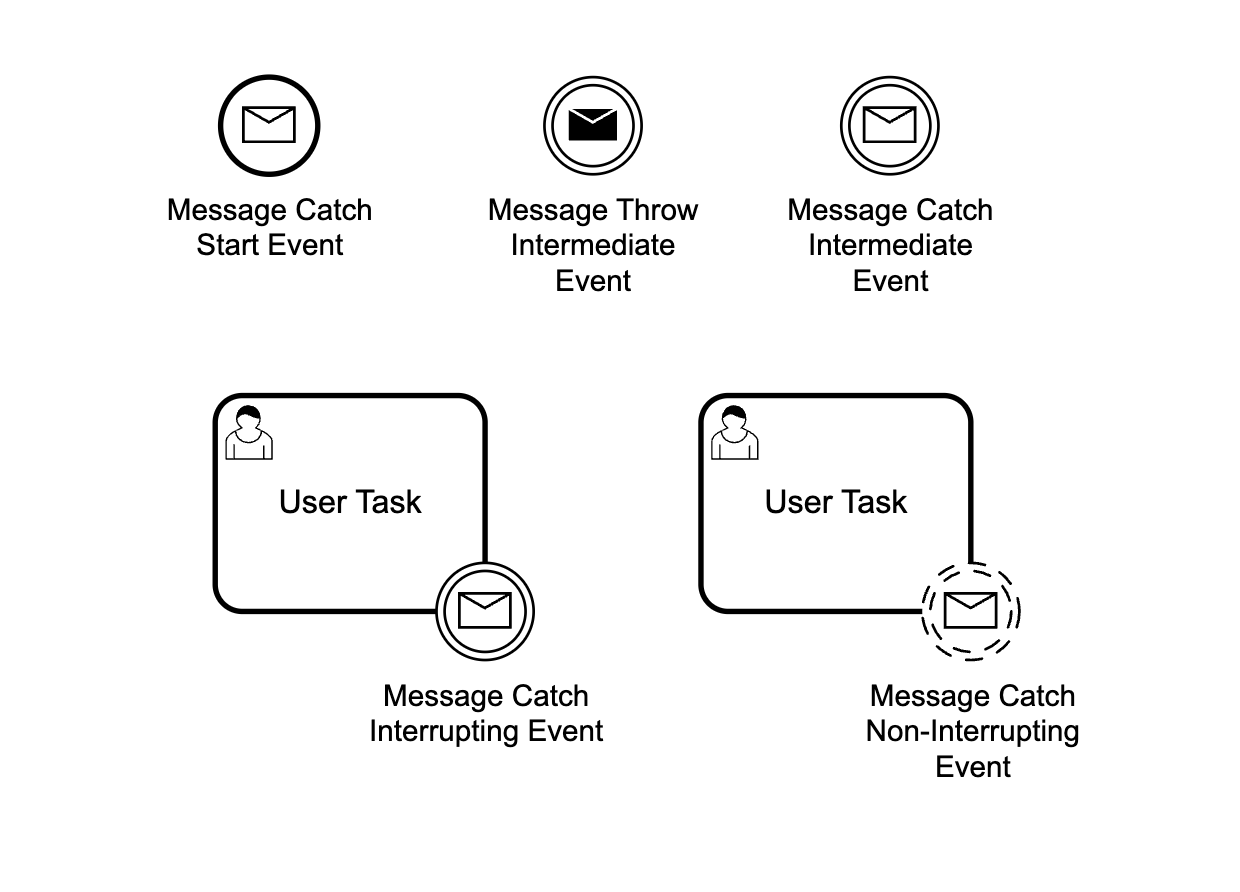 Message Catch
Start Event
Message Throw
Intermediate
Event
Message Catch
Intermediate
Event
User Task
User Task
Message Catch
Interrupting Event
Message Catch
Non-Interrupting
Event